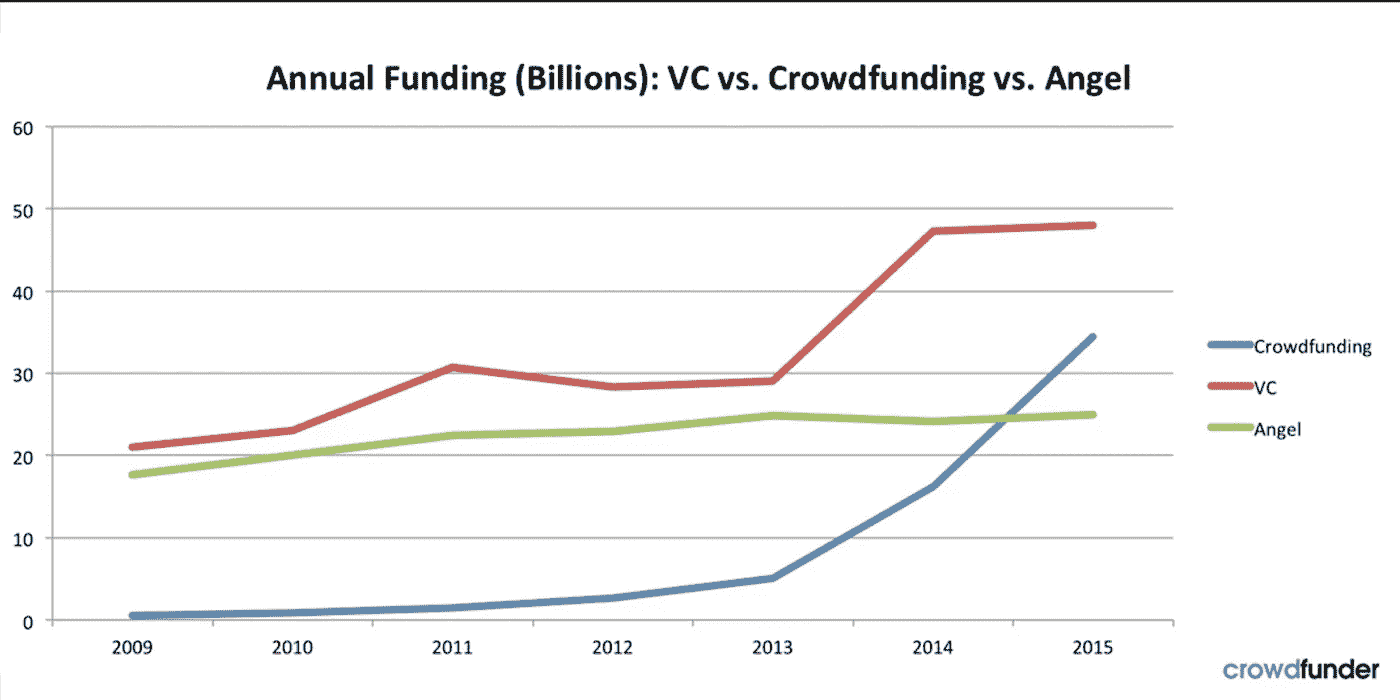 Annual Funding (Billions): VC vs. Crowdfunding vs. Angel
60
50
40
30
20
10
0
2009 2010 2011 2012 2013 2014 2015
Crowdfunding
VC
Angel
crowdfunder